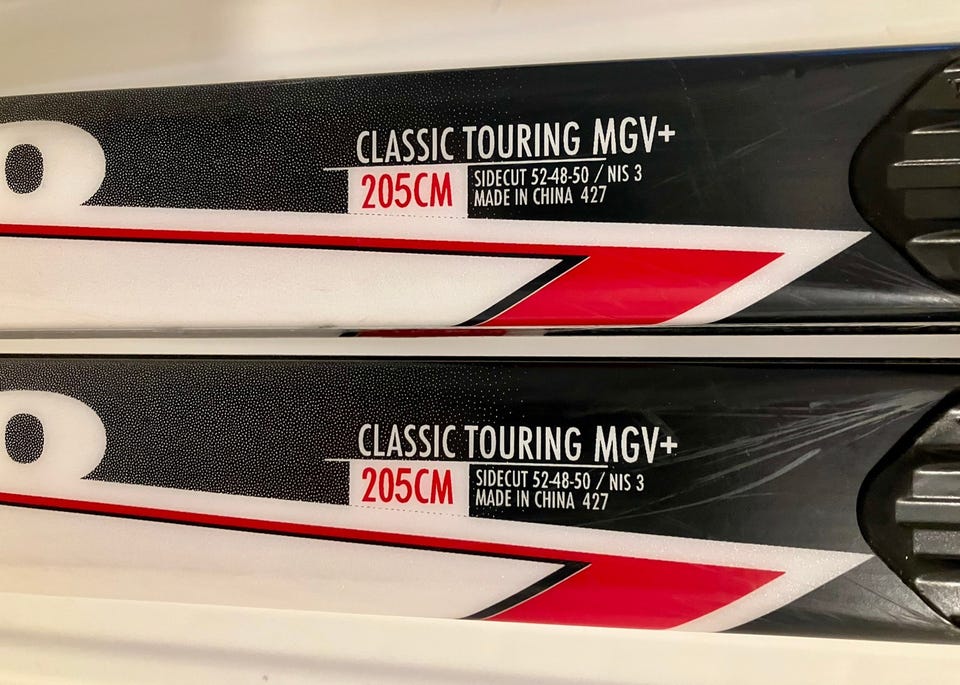 CLASSIC TOURING MGV+
205CM
SIDECUT 52-48-50 / NIS 3
MADE IN CHINA 427
CLASSIC TOURING MGV+
205CM
SIDECUT 52-48-50 / NIS 3
MADE IN CHINA 427